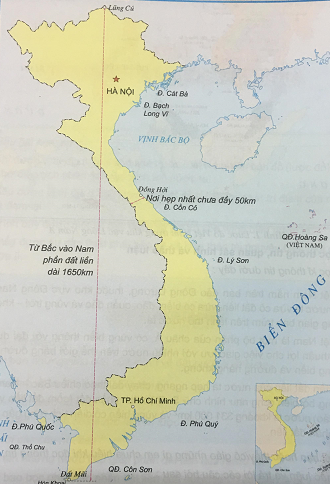 Lũng Cú
HÀ NỘI
Đ. Cát Bà
Đ. Bạch
Long Vĩ
VỊNH BẮC BỘ
Đồng Hới
Nơi hẹp nhất chưa đầy 50km
Đ. Cồn Cỏ
Từ Bắc vào Nam
phần đất liền
dài 1650km
QĐ.Hoàng Sa
(VIỆT NAM)
Đ. Lý Sơn
BIỂN ĐÔNG
TP. Hồ Chí Minh
Đ.Phú Quốc
Đ. Phú Quý
QĐ. Thổ Chu
Đất Mũi
QĐ. Côn Sơn
Hòn Khoai